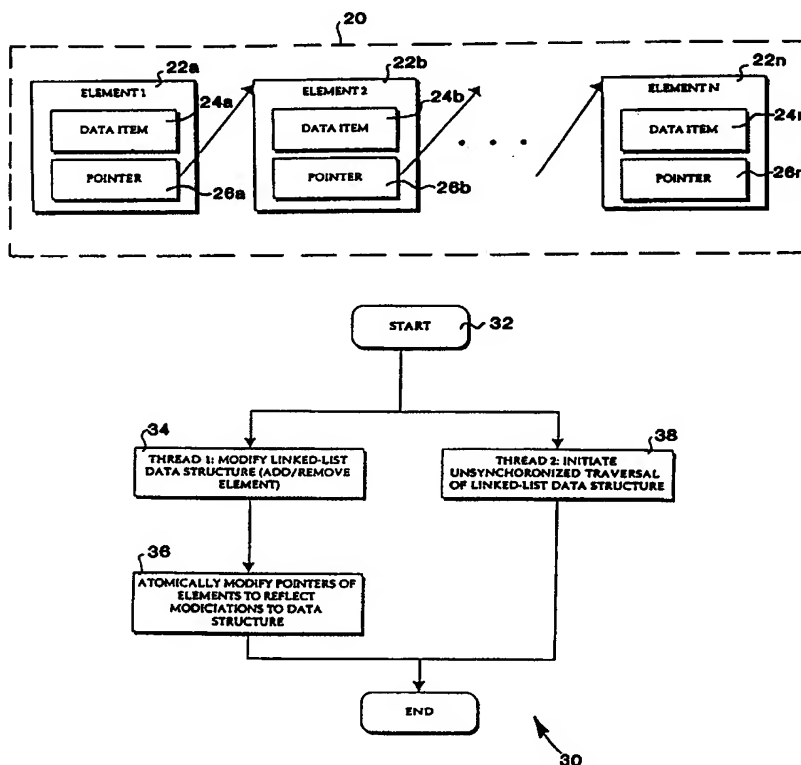 20
22a
22b
22n
ELEMENT 1
ELEMENT 2
ELEMENT N
24a
24b
DATA ITEM
DATA ITEM
DATA ITEM
POINTER
POINTER
POINTER
26a
26b
START
32
34
38
THREAD 1: MODIFY LINKED-LIST
DATA STRUCTURE (ADD/REMOVE
ELEMENT)
THREAD 2: INITIATE
UNSYNCHORONIZED TRAVERSAL
OF LINKED-LIST DATA STRUCTURE
36
ATOMICALLY MODIFY POINTERS OF
ELEMENTS TO REFLECT
MODICIATIONS TO DATA
STRUCTURE
END
30